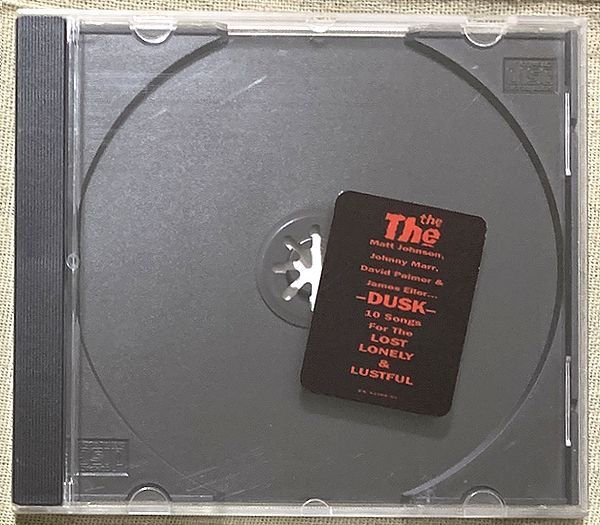 the
The
Matt Johnson,
Johnny Marr,
David Palmer &
James Eller...
–DUSK–
10 Songs
For The
LOST
LONELY
&
LUSTFUL